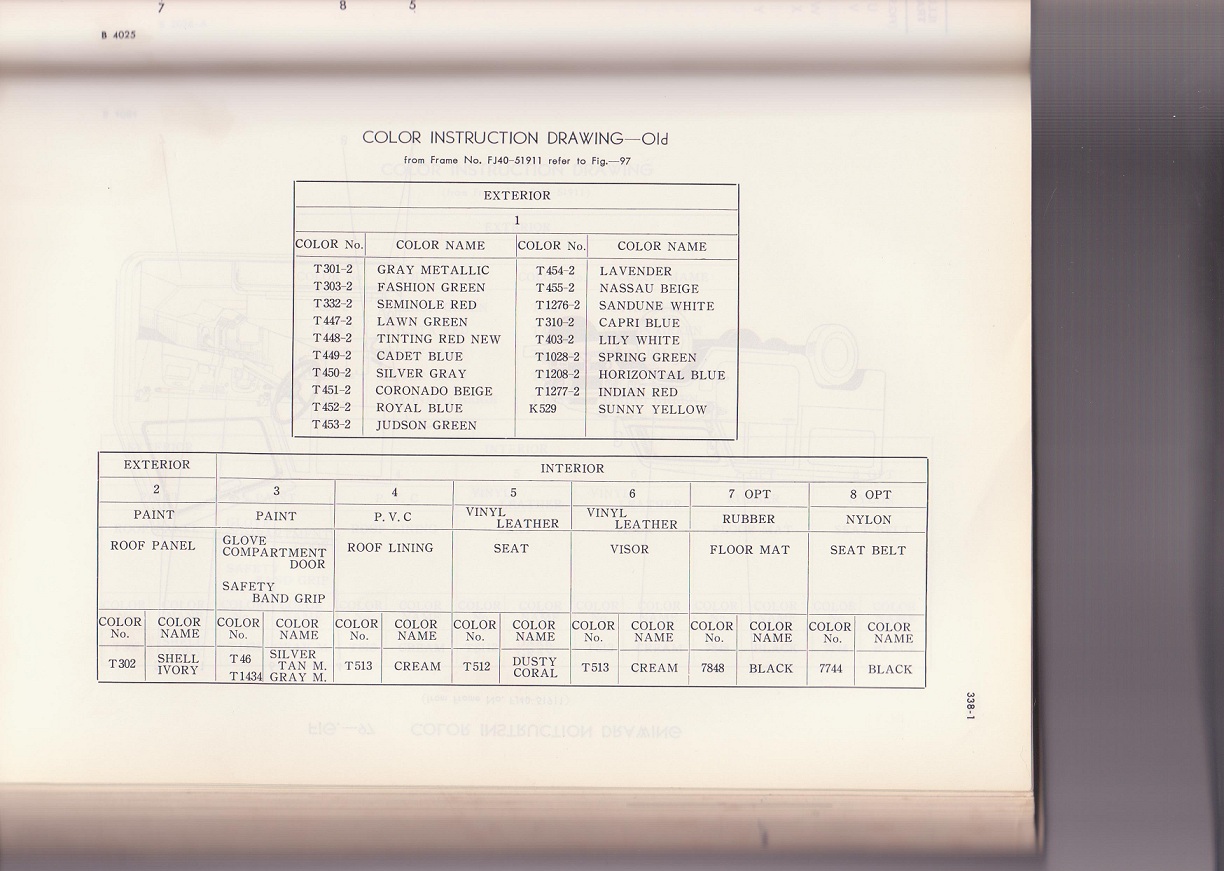 7 8 5
B 4025
COLOR INSTRUCTION DRAWING—Old
from Frame No. FJ40-51911 refer to Fig.—97
EXTERIOR
1
COLOR No. COLOR NAME COLOR No. COLOR NAME
T301-2 GRAY METALLIC T454-2 LAVENDER
T303-2 FASHION GREEN T455-2 NASSAU BEIGE
T332-2 SEMINOLE RED T1276-2 SANDUNE WHITE
T447-2 LAWN GREEN T310-2 CAPRI BLUE
T448-2 TINTING RED NEW T403-2 LILY WHITE
T449-2 CADET BLUE T1028-2 SPRING GREEN
T450-2 SILVER GRAY T1208-2 HORIZONTAL BLUE
T451-2 CORONADO BEIGE T1277-2 INDIAN RED
T452-2 ROYAL BLUE K529 SUNNY YELLOW
T453-2 JUDSON GREEN
EXTERIOR INTERIOR
2 3 4 5 6 7 OPT 8 OPT
PAINT PAINT P.V.C VINYL LEATHER VINYL LEATHER RUBBER NYLON
ROOF PANEL GLOVE COMPARTMENT DOOR SAFETY BAND GRIP ROOF LINING SEAT VISOR FLOOR MAT SEAT BELT
COLOR No. COLOR NAME COLOR No. COLOR NAME COLOR No. COLOR NAME COLOR No. COLOR NAME COLOR No. COLOR NAME COLOR No. COLOR NAME COLOR No. COLOR NAME
T302 SHELL IVORY T46 T1434 SILVER TAN M. GRAY M. T513 CREAM T512 DUSTY CORAL T513 CREAM 7848 BLACK 7744 BLACK
338-1
FIG.—97 COLOR INSTRUCTION DRAWING